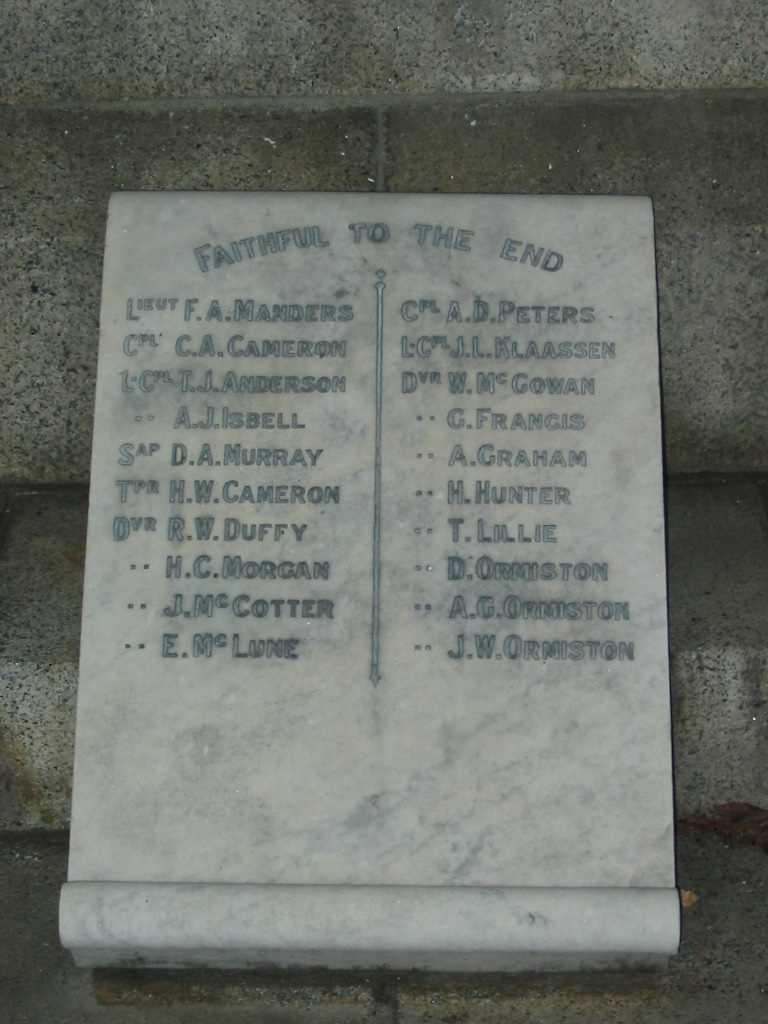 FAITHFUL TO THE END
LIEUT F.A. MANDERS
CPL C.A. CAMERON
L-CPL T.J. ANDERSON
·· A.J. ISBELL
SAP D.A. MURRAY
TPR H.W. CAMERON
DVR R.W. DUFFY
·· H.C. MORGAN
·· J. McCOTTER
·· E. McLUNE
CPL A.D. PETERS
L-CPL J.L. KLAASSEN
DVR W. McGOWAN
·· G. FRANCIS
·· A. GRAHAM
·· H. HUNTER
·· T. LILLIE
·· D. ORMISTON
·· A.G. ORMISTON
·· J.W. ORMISTON